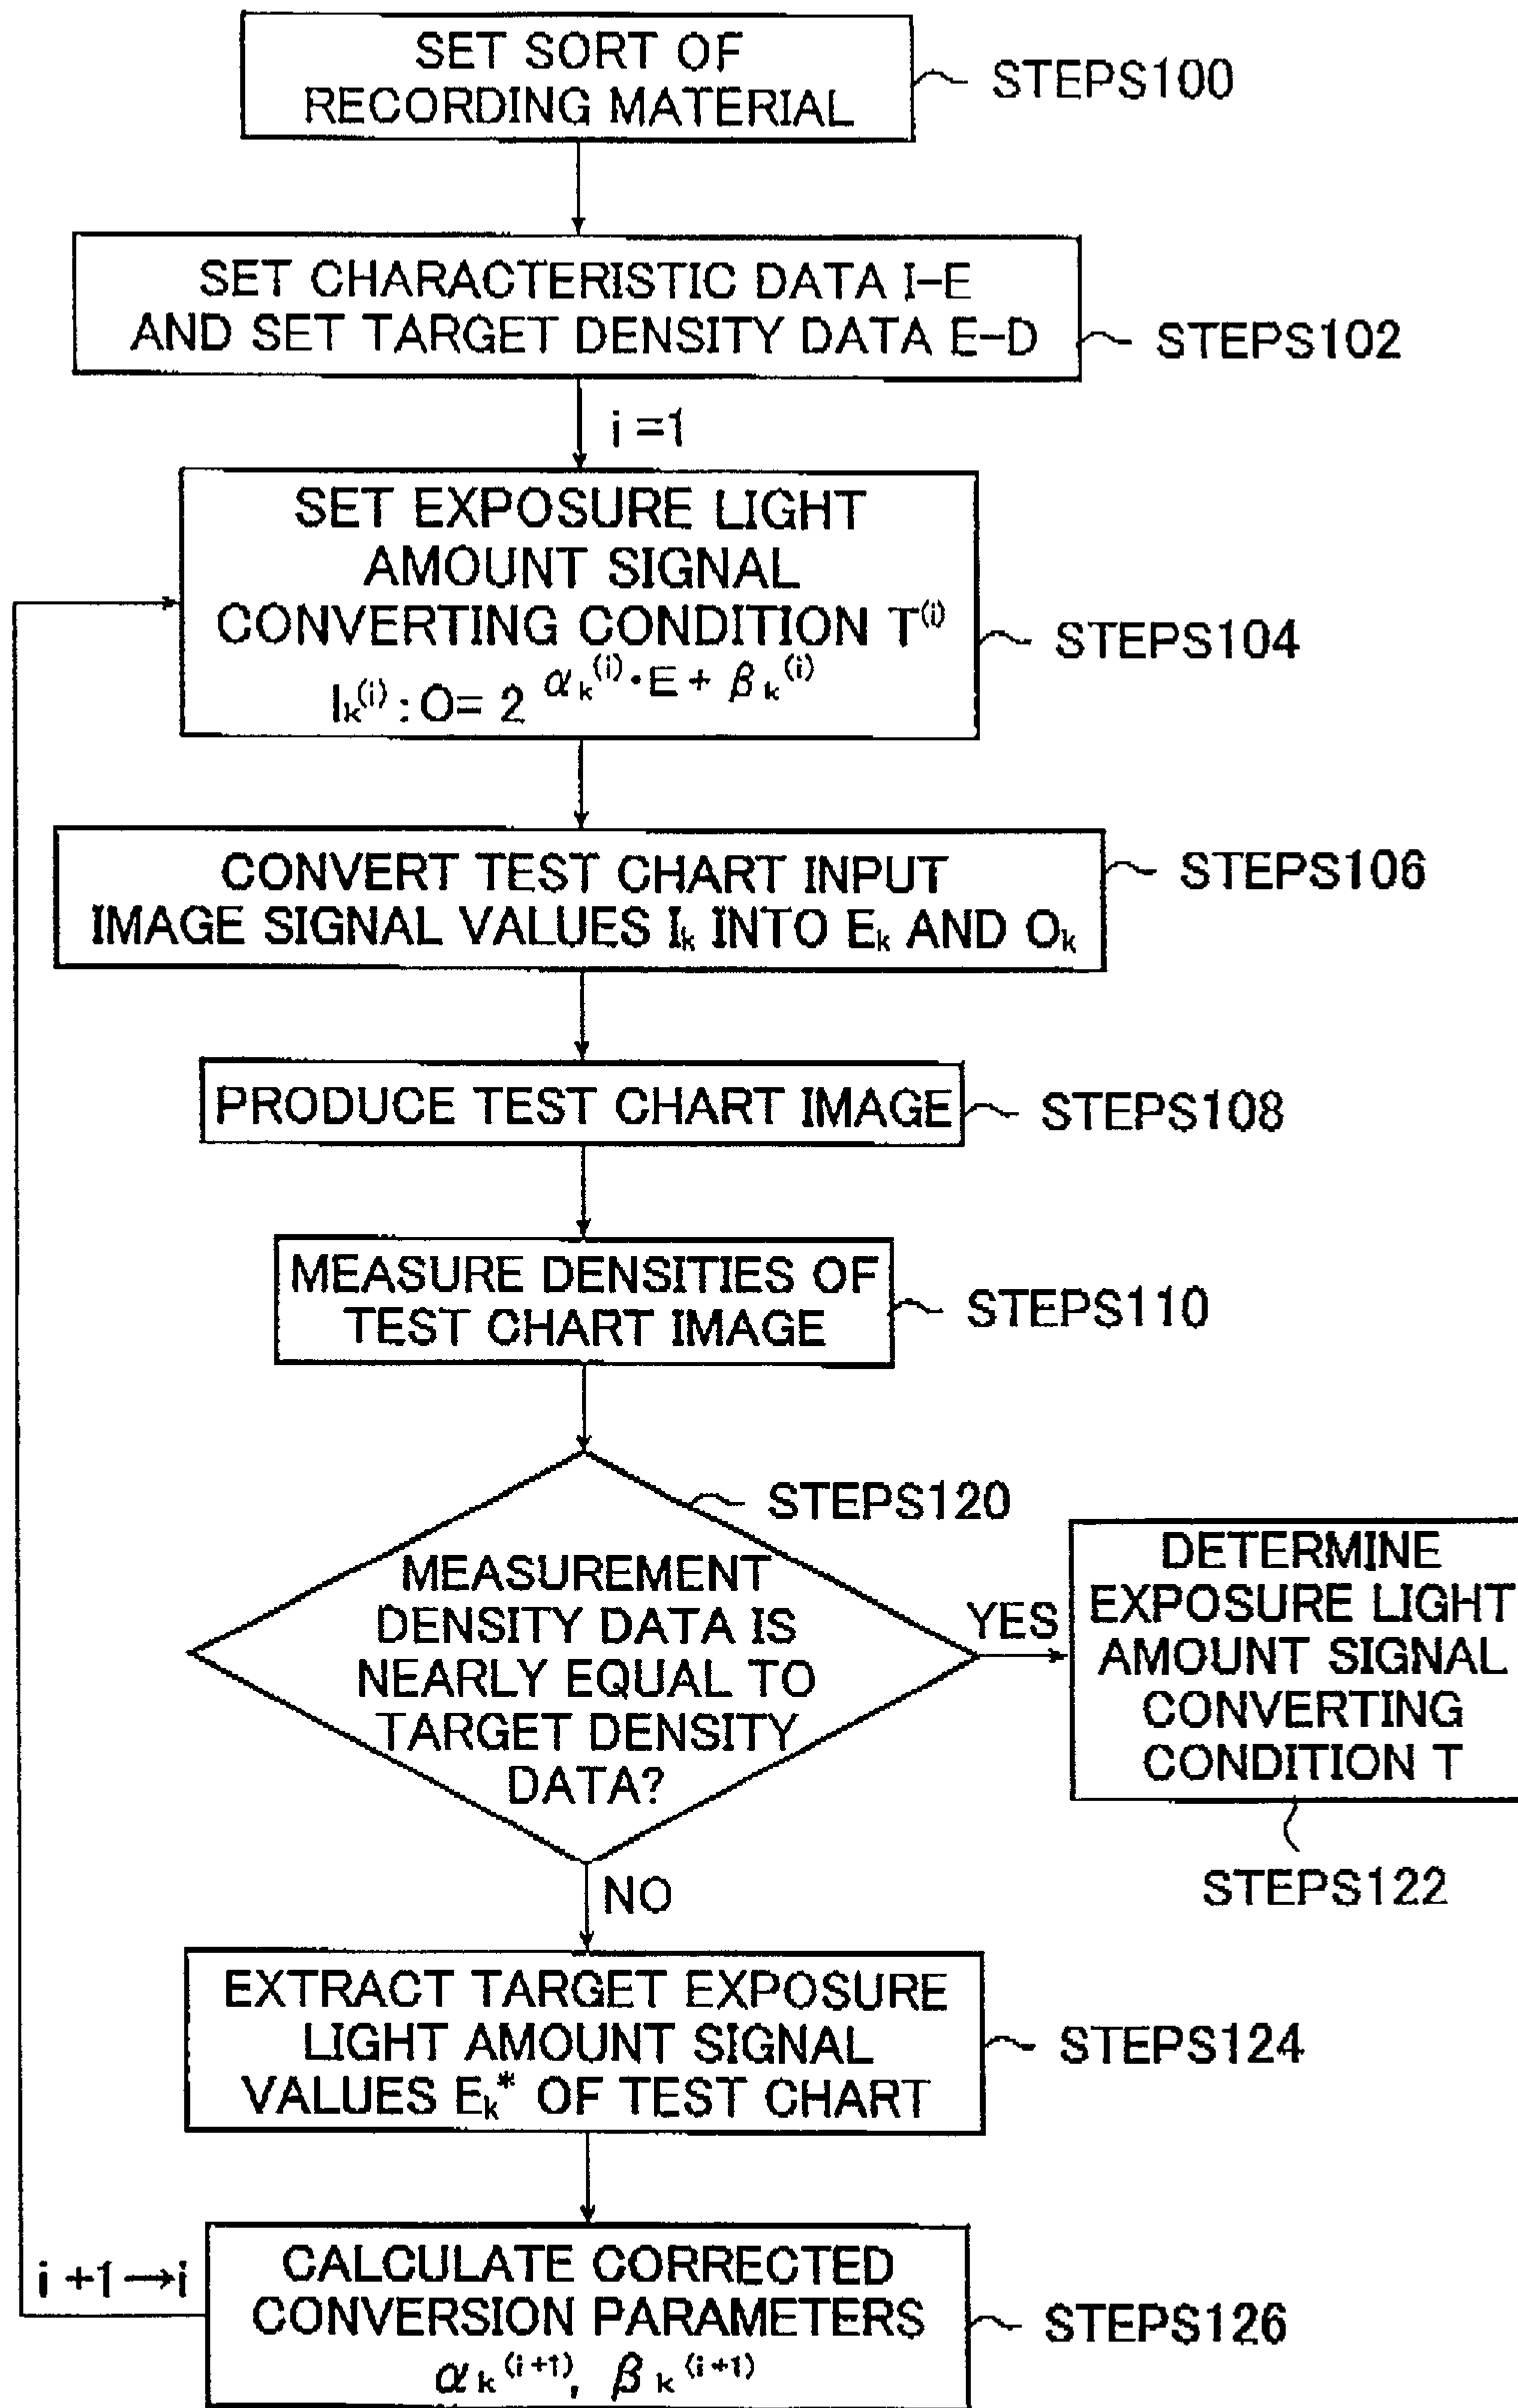 SET SORT OF
RECORDING MATERIAL
STEPS100
SET CHARACTERISTIC DATA I-E
AND SET TARGET DENSITY DATA E-D
STEPS102
i=1
SET EXPOSURE LIGHT
AMOUNT SIGNAL
CONVERTING CONDITION T⁽ⁱ⁾
Iₖ⁽ⁱ⁾ : O = 2^(αₖ⁽ⁱ⁾・E + βₖ⁽ⁱ⁾)
STEPS104
CONVERT TEST CHART INPUT
IMAGE SIGNAL VALUES Iₖ INTO Eₖ AND Oₖ
STEPS106
PRODUCE TEST CHART IMAGE
STEPS108
MEASURE DENSITIES OF
TEST CHART IMAGE
STEPS110
STEPS120
MEASUREMENT
DENSITY DATA IS
NEARLY EQUAL TO
TARGET DENSITY
DATA?
YES
DETERMINE
EXPOSURE LIGHT
AMOUNT SIGNAL
CONVERTING
CONDITION T
STEPS122
NO
EXTRACT TARGET EXPOSURE
LIGHT AMOUNT SIGNAL
VALUES Eₖ* OF TEST CHART
STEPS124
i+1→i
CALCULATE CORRECTED
CONVERSION PARAMETERS
αₖ⁽ⁱ⁺¹⁾, βₖ⁽ⁱ⁺¹⁾
STEPS126